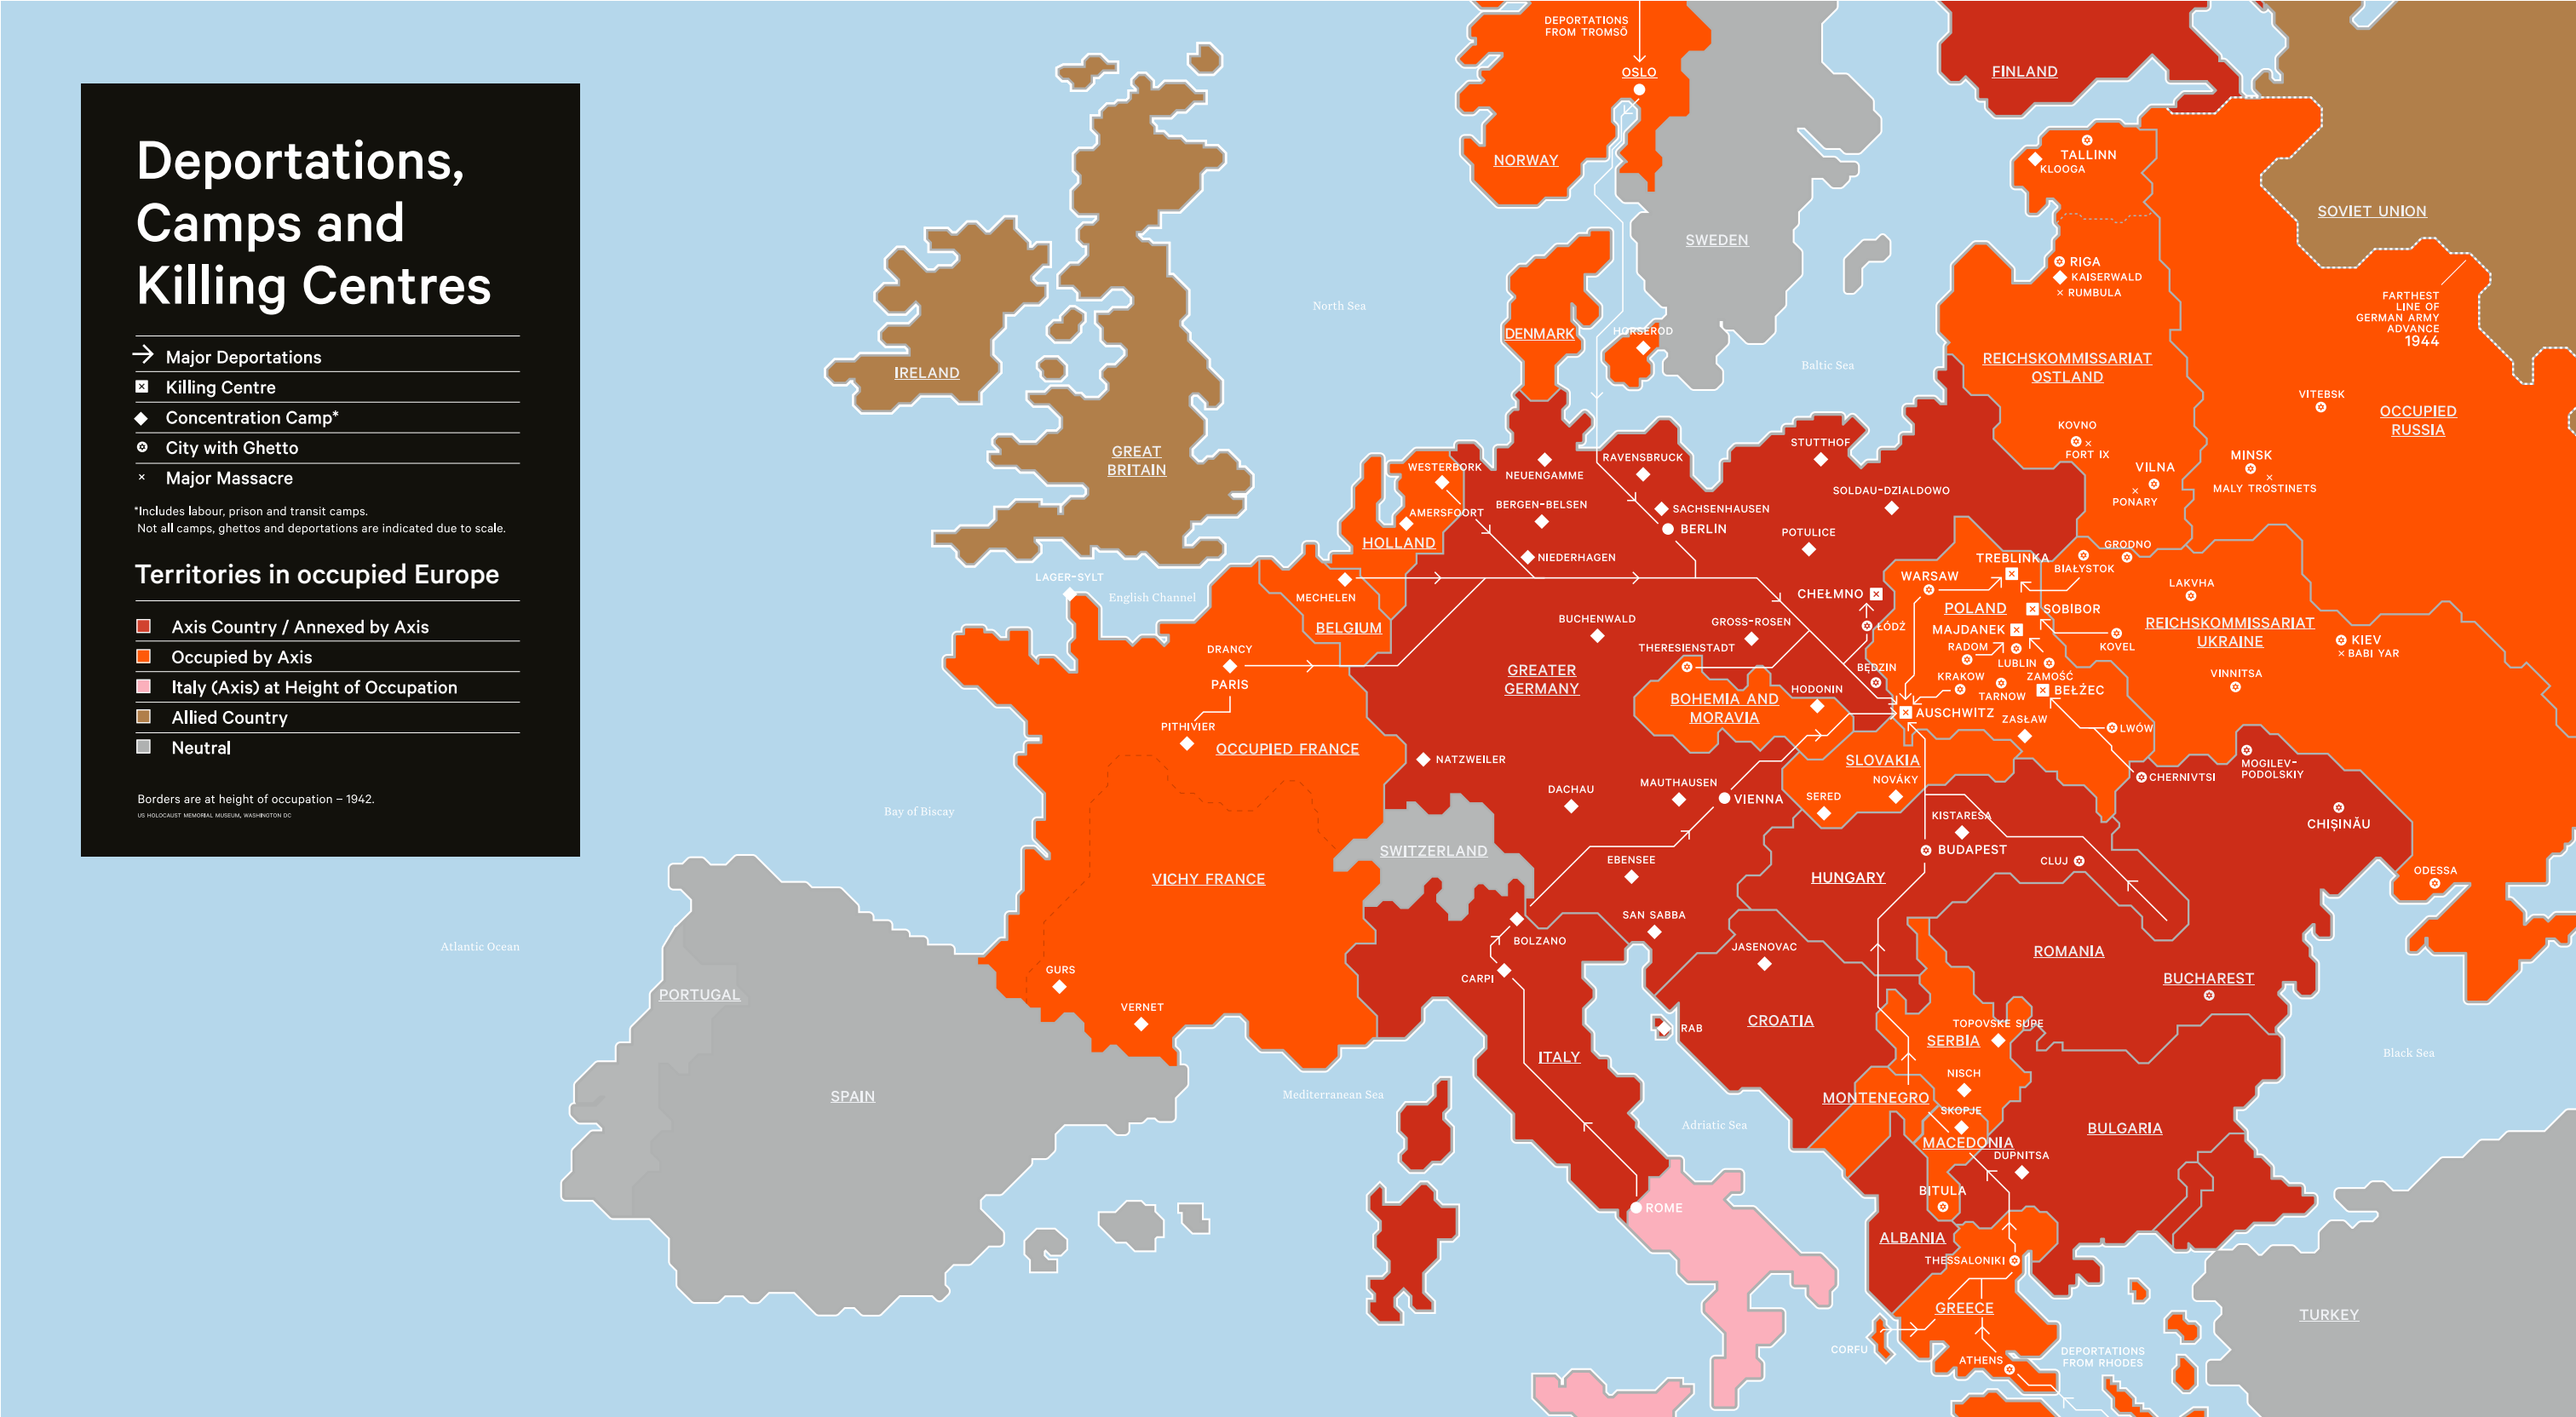 Deportations,
Camps and
Killing Centres
Major Deportations
Killing Centre
Concentration Camp*
City with Ghetto
Major Massacre
*Includes labour, prison and transit camps.
Not all camps, ghettos and deportations are indicated due to scale.
Territories in occupied Europe
Axis Country / Annexed by Axis
Occupied by Axis
Italy (Axis) at Height of Occupation
Allied Country
Neutral
Borders are at height of occupation – 1942.
US HOLOCAUST MEMORIAL MUSEUM, WASHINGTON DC
DEPORTATIONS
FROM TROMSÖ
OSLO
NORWAY
SWEDEN
FINLAND
TALLINN
KLOOGA
SOVIET UNION
RIGA
KAISERWALD
× RUMBULA
FARTHEST
LINE OF
GERMAN ARMY
ADVANCE
1944
North Sea
DENMARK
HORSEROD
Baltic Sea
REICHSKOMMISSARIAT
OSTLAND
IRELAND
GREAT
BRITAIN
VITEBSK
OCCUPIED
RUSSIA
KOVNO
FORT IX
VILNA
PONARY
MINSK
MALY TROSTINETS
WESTERBORK
NEUENGAMME
RAVENSBRUCK
STUTTHOF
AMERSFOORT
BERGEN-BELSEN
SACHSENHAUSEN
SOLDAU-DZIALDOWO
HOLLAND
BERLIN
POTULICE
NIEDERHAGEN
TREBLINKA
GRODNO
BIAŁYSTOK
LAGER-SYLT
English Channel
MECHELEN
BELGIUM
CHEŁMNO
WARSAW
LAKVHA
POLAND
SOBIBOR
BUCHENWALD
GROSS-ROSEN
ŁÓDŹ
MAJDANEK
REICHSKOMMISSARIAT
UKRAINE
KIEV
× BABI YAR
KOVEL
DRANCY
PARIS
THERESIENSTADT
RADOM
LUBLIN
BĘDZIN
ZAMOŚĆ
VINNITSA
GREATER
GERMANY
KRAKOW
TARNOW
BEŁŻEC
BOHEMIA AND
MORAVIA
HODONIN
AUSCHWITZ
ZASŁAW
LWÓW
PITHIVIER
OCCUPIED FRANCE
NATZWEILER
SLOVAKIA
NOVÁKY
MOGILEV-
PODOLSKIY
CHERNIVTSI
MAUTHAUSEN
DACHAU
VIENNA
SERED
Bay of Biscay
KISTARESA
CHIȘINĂU
SWITZERLAND
EBENSEE
BUDAPEST
CLUJ
VICHY FRANCE
HUNGARY
ODESSA
Atlantic Ocean
SAN SABBA
BOLZANO
JASENOVAC
ROMANIA
GURS
CARPI
BUCHAREST
PORTUGAL
VERNET
RAB
CROATIA
TOPOVSKE SUPE
SERBIA
ITALY
Black Sea
NISCH
SPAIN
Mediterranean Sea
MONTENEGRO
SKOPJE
Adriatic Sea
MACEDONIA
BULGARIA
DUPNITSA
BITULA
ROME
ALBANIA
THESSALONIKI
GREECE
TURKEY
CORFU
ATHENS
DEPORTATIONS
FROM RHODES